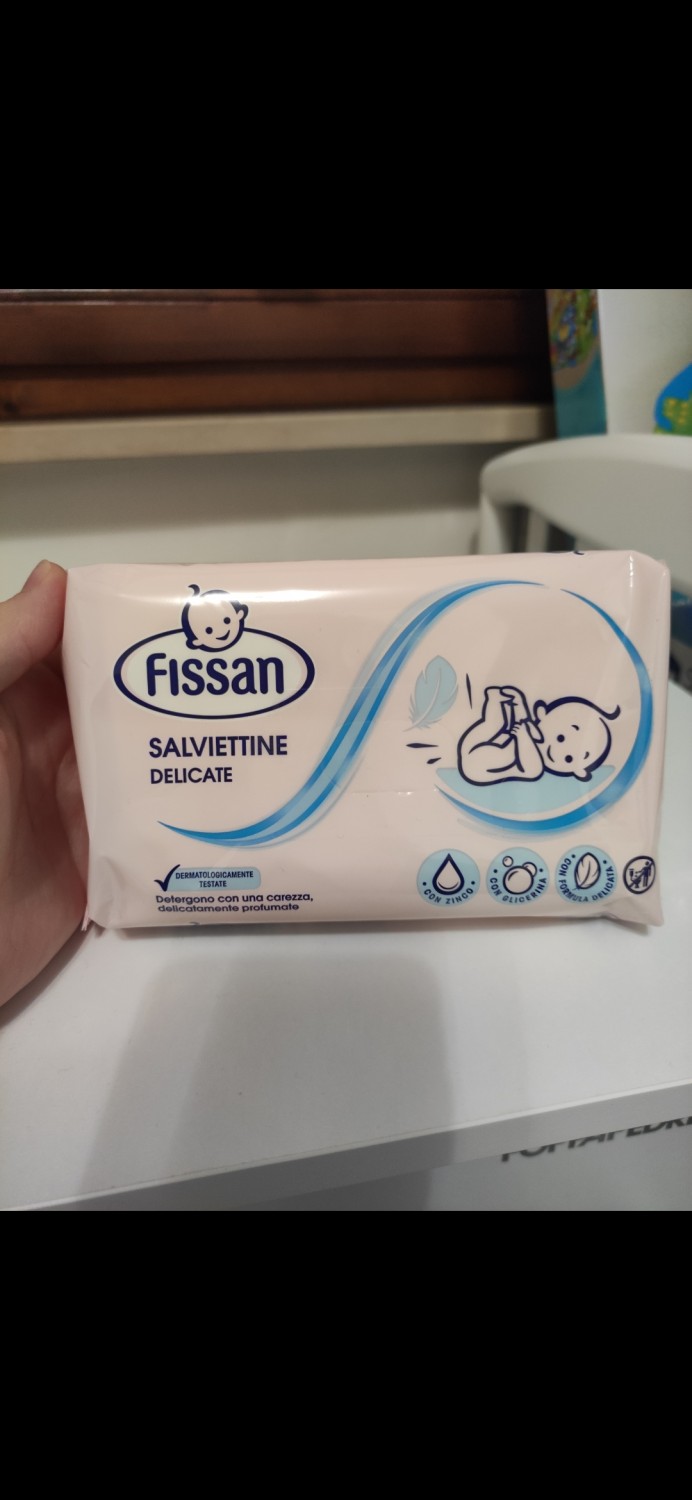 Fissan
SALVIETTINE
DELICATE
DERMATOLOGICAMENTE
TESTATE
Detergono con una carezza,
delicatamente profumate
• CON ZINCO •
• CON GLICERINA •
• CON FORMULA DELICATA •